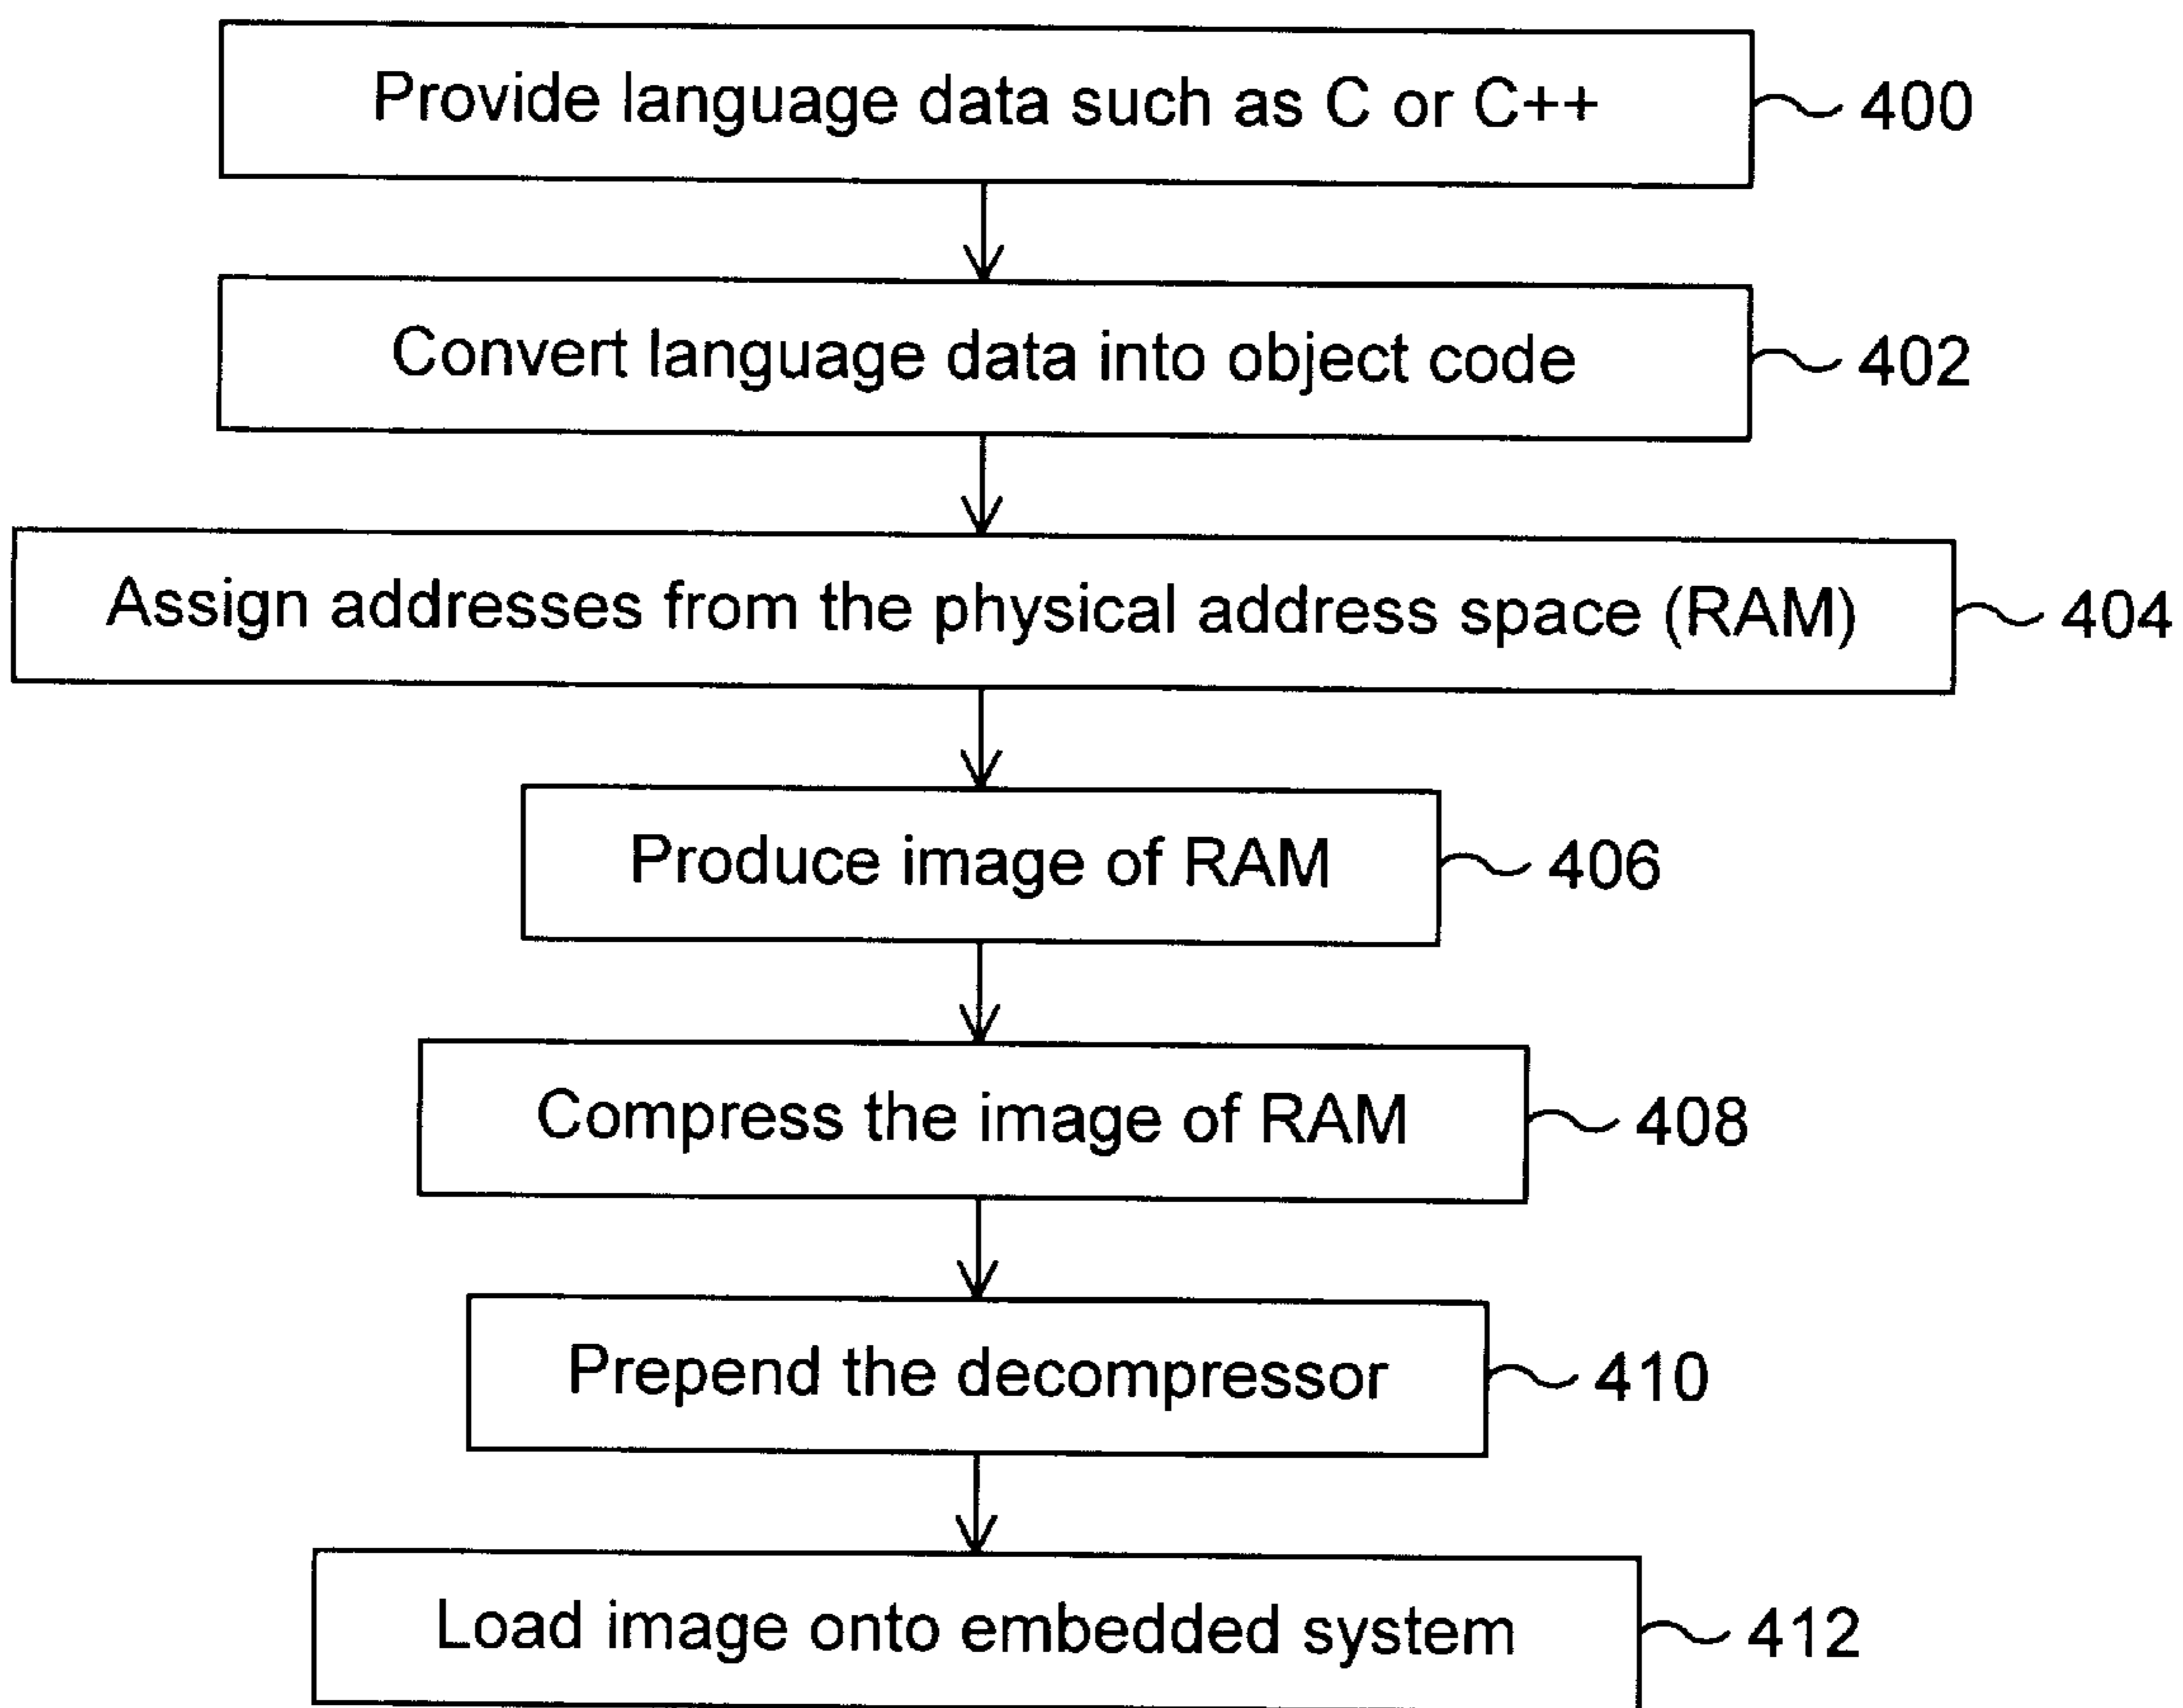 Provide language data such as C or C++ 400
Convert language data into object code 402
Assign addresses from the physical address space (RAM) 404
Produce image of RAM 406
Compress the image of RAM 408
Prepend the decompressor 410
Load image onto embedded system 412